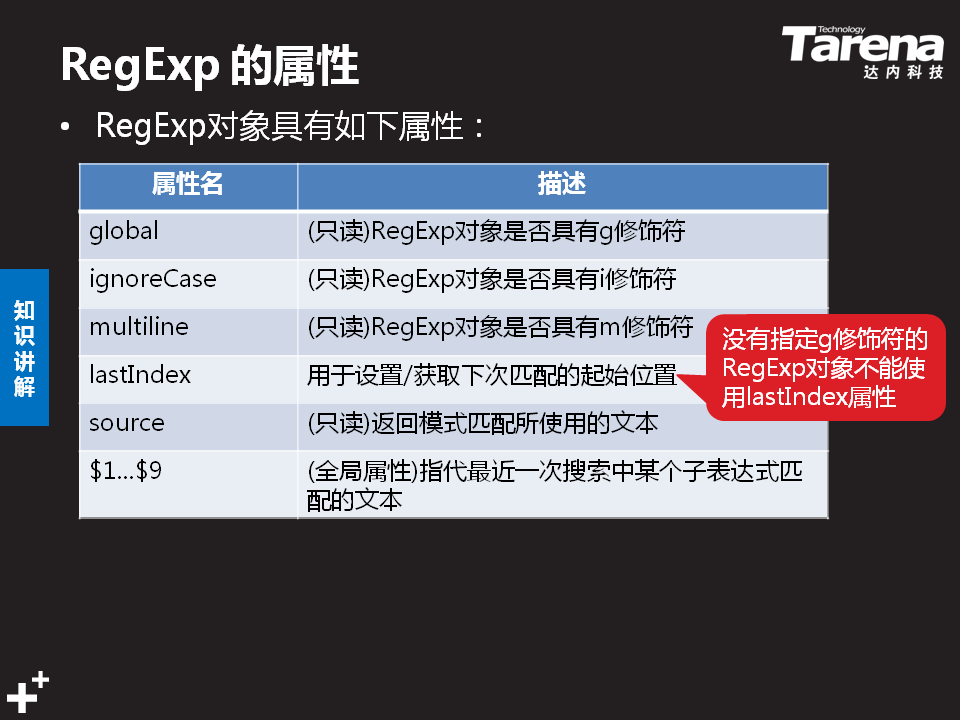 RegExp 的属性
Technology
Tarena
达内科技
• RegExp对象具有如下属性：
属性名 描述
global (只读)RegExp对象是否具有g修饰符
ignoreCase (只读)RegExp对象是否具有i修饰符
multiline (只读)RegExp对象是否具有m修饰符
lastIndex 用于设置/获取下次匹配的起始位置
source (只读)返回模式匹配所使用的文本
$1...$9 (全局属性)指代最近一次搜索中某个子表达式匹
配的文本
没有指定g修饰符的
RegExp对象不能使
用lastIndex属性
知
识
讲
解